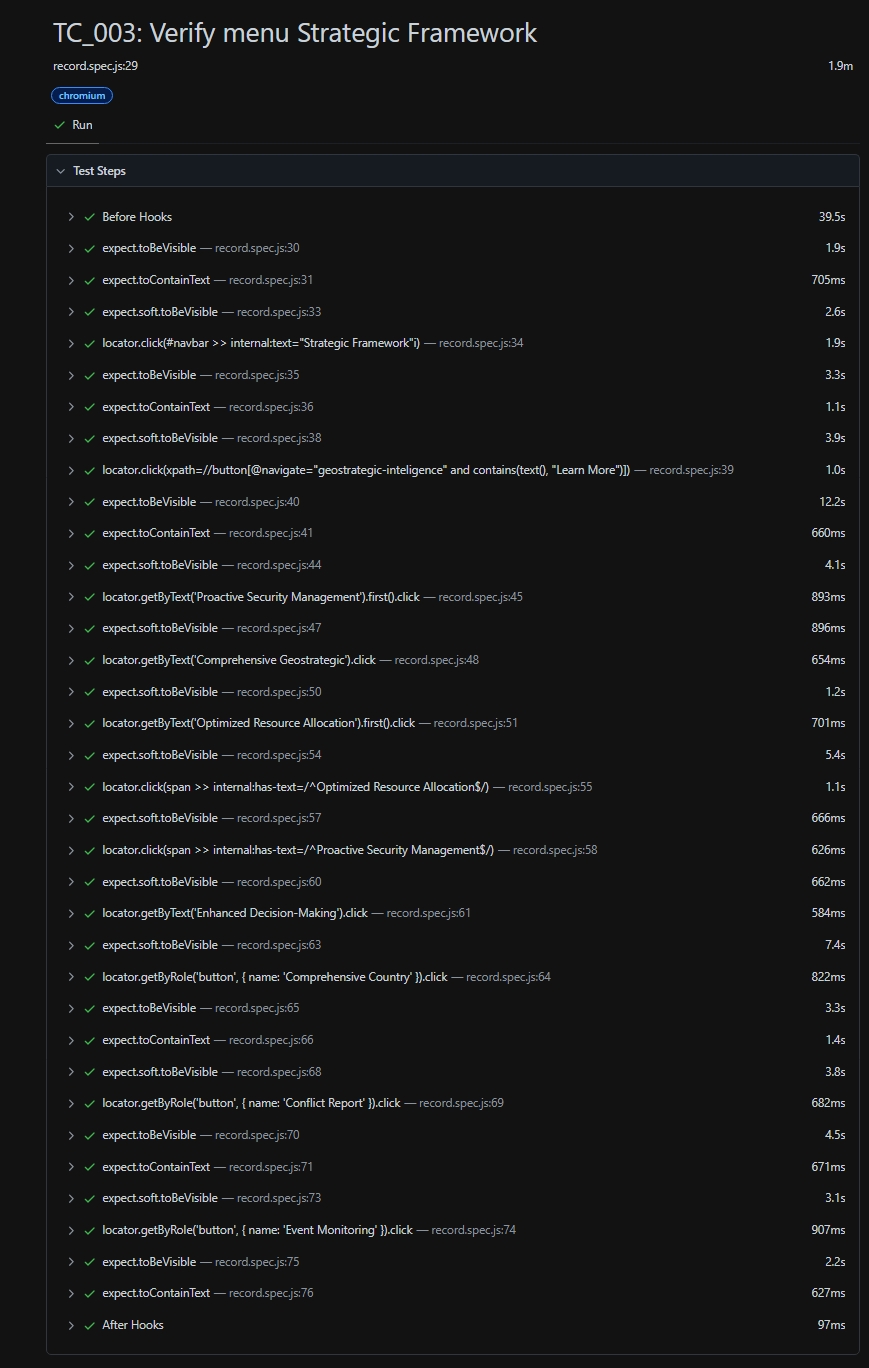 TC_003: Verify menu Strategic Framework
record.spec.js:29 1.9m
chromium
Run
Test Steps
Before Hooks 39.5s
expect.toBeVisible — record.spec.js:30 1.9s
expect.toContainText — record.spec.js:31 705ms
expect.soft.toBeVisible — record.spec.js:33 2.6s
locator.click(#navbar >> internal:text="Strategic Framework"i) — record.spec.js:34 1.9s
expect.toBeVisible — record.spec.js:35 3.3s
expect.toContainText — record.spec.js:36 1.1s
expect.soft.toBeVisible — record.spec.js:38 3.9s
locator.click(xpath=//button[@navigate="geostrategic-inteligence" and contains(text(), "Learn More")]) — record.spec.js:39 1.0s
expect.toBeVisible — record.spec.js:40 12.2s
expect.toContainText — record.spec.js:41 660ms
expect.soft.toBeVisible — record.spec.js:44 4.1s
locator.getByText('Proactive Security Management').first().click — record.spec.js:45 893ms
expect.soft.toBeVisible — record.spec.js:47 896ms
locator.getByText('Comprehensive Geostrategic').click — record.spec.js:48 654ms
expect.soft.toBeVisible — record.spec.js:50 1.2s
locator.getByText('Optimized Resource Allocation').first().click — record.spec.js:51 701ms
expect.soft.toBeVisible — record.spec.js:54 5.4s
locator.click(span >> internal:has-text=/^Optimized Resource Allocation$/) — record.spec.js:55 1.1s
expect.soft.toBeVisible — record.spec.js:57 666ms
locator.click(span >> internal:has-text=/^Proactive Security Management$/) — record.spec.js:58 626ms
expect.soft.toBeVisible — record.spec.js:60 662ms
locator.getByText('Enhanced Decision-Making').click — record.spec.js:61 584ms
expect.soft.toBeVisible — record.spec.js:63 7.4s
locator.getByRole('button', { name: 'Comprehensive Country' }).click — record.spec.js:64 822ms
expect.toBeVisible — record.spec.js:65 3.3s
expect.toContainText — record.spec.js:66 1.4s
expect.soft.toBeVisible — record.spec.js:68 3.8s
locator.getByRole('button', { name: 'Conflict Report' }).click — record.spec.js:69 682ms
expect.toBeVisible — record.spec.js:70 4.5s
expect.toContainText — record.spec.js:71 671ms
expect.soft.toBeVisible — record.spec.js:73 3.1s
locator.getByRole('button', { name: 'Event Monitoring' }).click — record.spec.js:74 907ms
expect.toBeVisible — record.spec.js:75 2.2s
expect.toContainText — record.spec.js:76 627ms
After Hooks 97ms